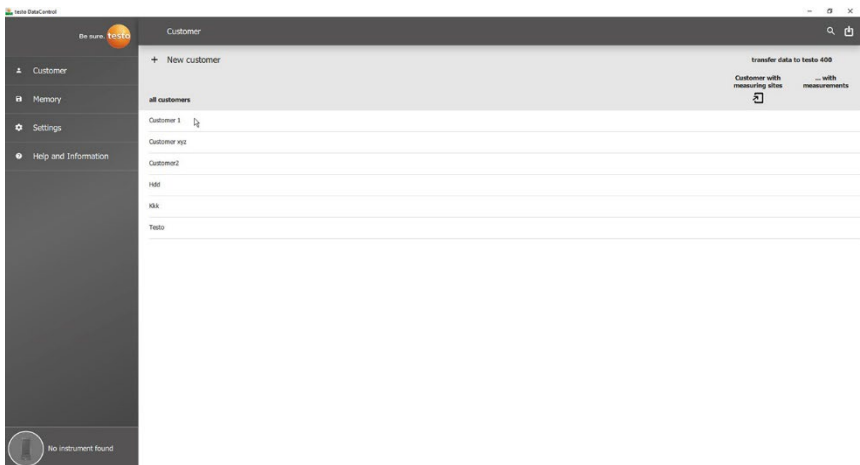 testo DataControl
Be sure. testo
Customer
Customer
Memory
Settings
Help and Information
+ New customer
transfer data to testo 400
Customer with
measuring sites
... with
measurements
all customers
Customer 1
Customer xyz
Customer2
Hdd
Kkk
Testo
No instrument found